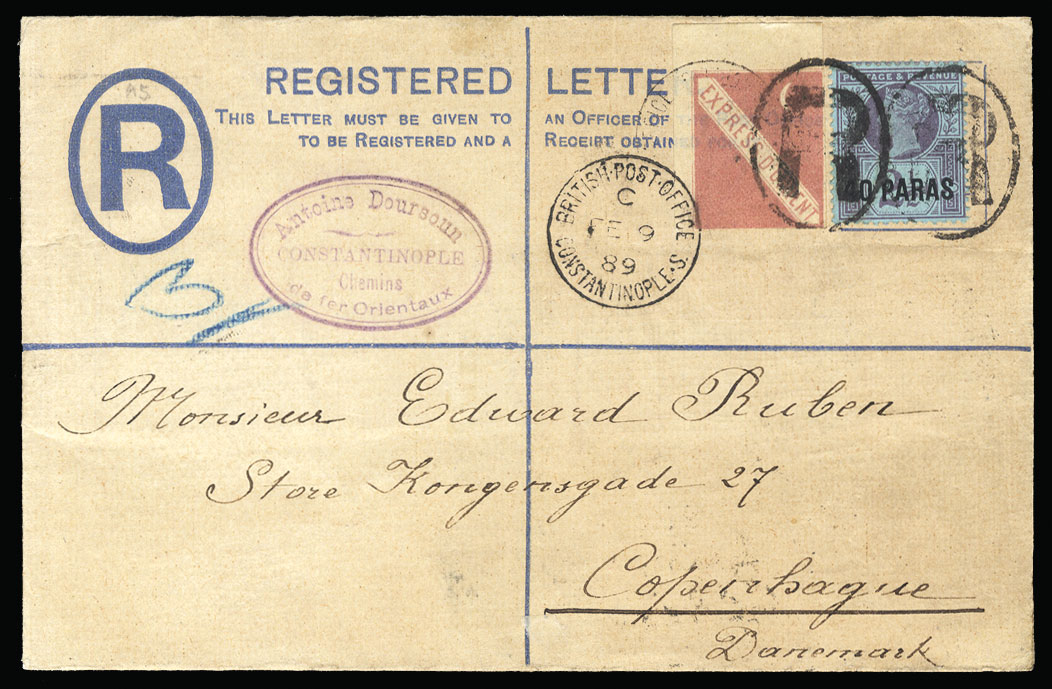 REGISTERED LETTE
THIS LETTER MUST BE GIVEN TO AN OFFICER OF
TO BE REGISTERED AND A RECEIPT OBTAIN
R
A5
Antoine Doursoun
CONSTANTINOPLE
Chemins
de fer Orientaux
BRITISH·POST·OFFICE
C
9
89
CONSTANTINOPLE·S.
EXPRESS
R
POSTAGE & REVENUE
40 PARAS
R
Monsieur Edward Ruben
Store Kongensgade 27
Copenhague
Danemark